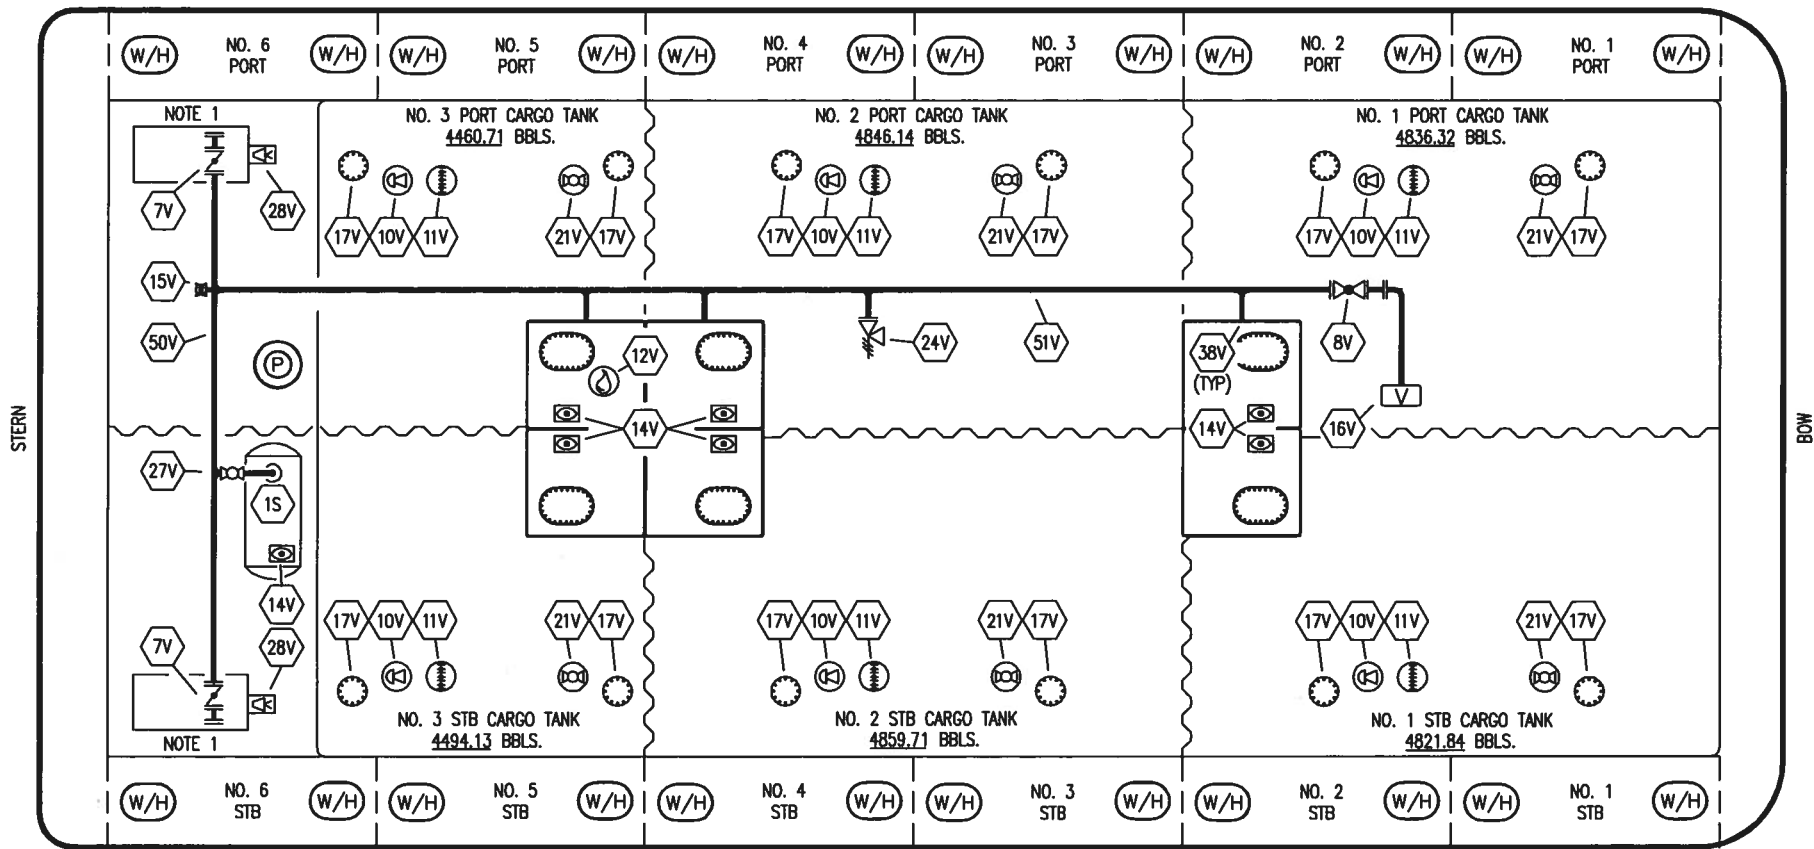 W/H NO. 6 PORT W/H
W/H NO. 5 PORT W/H
W/H NO. 4 PORT W/H
W/H NO. 3 PORT W/H
W/H NO. 2 PORT W/H
W/H NO. 1 PORT W/H
NOTE 1
NO. 3 PORT CARGO TANK
4460.71 BBLS.
NO. 2 PORT CARGO TANK
4846.14 BBLS.
NO. 1 PORT CARGO TANK
4836.32 BBLS.
7V 28V
17V 10V 11V 21V 17V
17V 10V 11V 21V 17V
17V 10V 11V 21V 17V
15V
50V
P
12V
24V
51V
38V
(TYP)
8V
V
STERN
14V
14V
16V
BOW
27V
1S
14V
7V
28V
17V 10V 11V 21V 17V
17V 10V 11V 21V 17V
17V 10V 11V 21V 17V
NO. 3 STB CARGO TANK
4494.13 BBLS.
NO. 2 STB CARGO TANK
4859.71 BBLS.
NO. 1 STB CARGO TANK
4821.84 BBLS.
NOTE 1
W/H NO. 6 STB W/H
W/H NO. 5 STB W/H
W/H NO. 4 STB W/H
W/H NO. 3 STB W/H
W/H NO. 2 STB W/H
W/H NO. 1 STB W/H